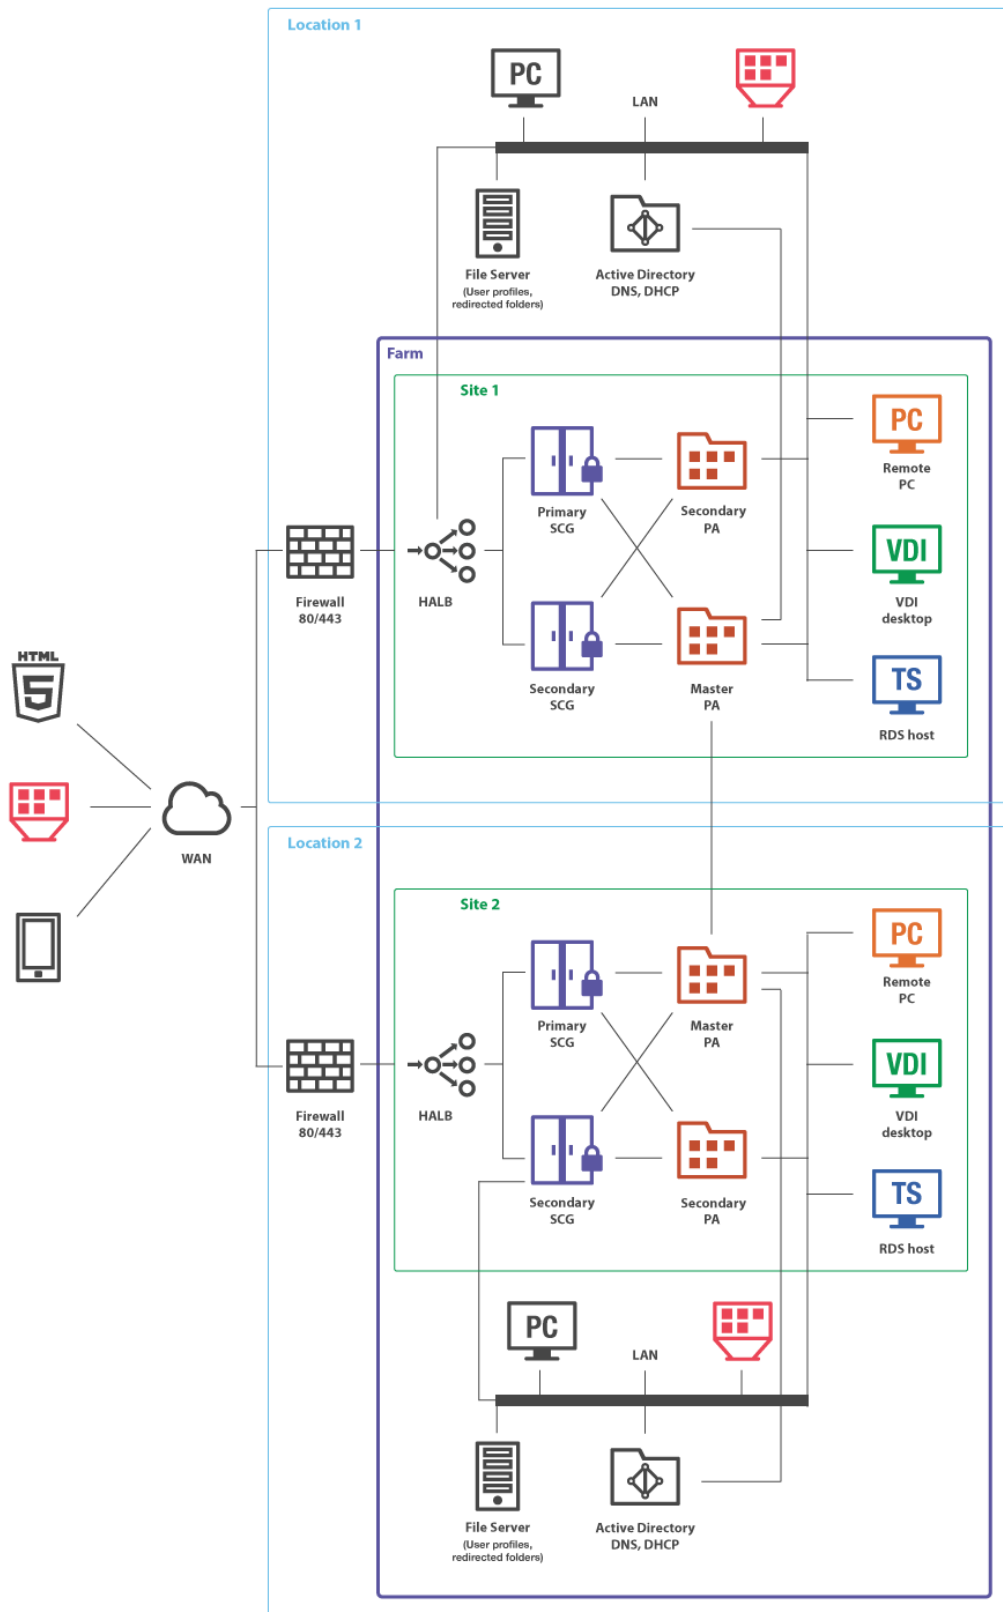 Location 1
PC
LAN
File Server
(User profiles,
redirected folders)
Active Directory
DNS, DHCP
Farm
Site 1
PC
Remote
PC
Primary
SCG
Secondary
PA
Firewall
80/443
HALB
VDI
VDI
desktop
Secondary
SCG
Master
PA
TS
RDS host
HTML
5
WAN
Location 2
Site 2
PC
Remote
PC
Primary
SCG
Master
PA
Firewall
80/443
HALB
VDI
VDI
desktop
Secondary
SCG
Secondary
PA
TS
RDS host
PC
LAN
File Server
(User profiles,
redirected folders)
Active Directory
DNS, DHCP